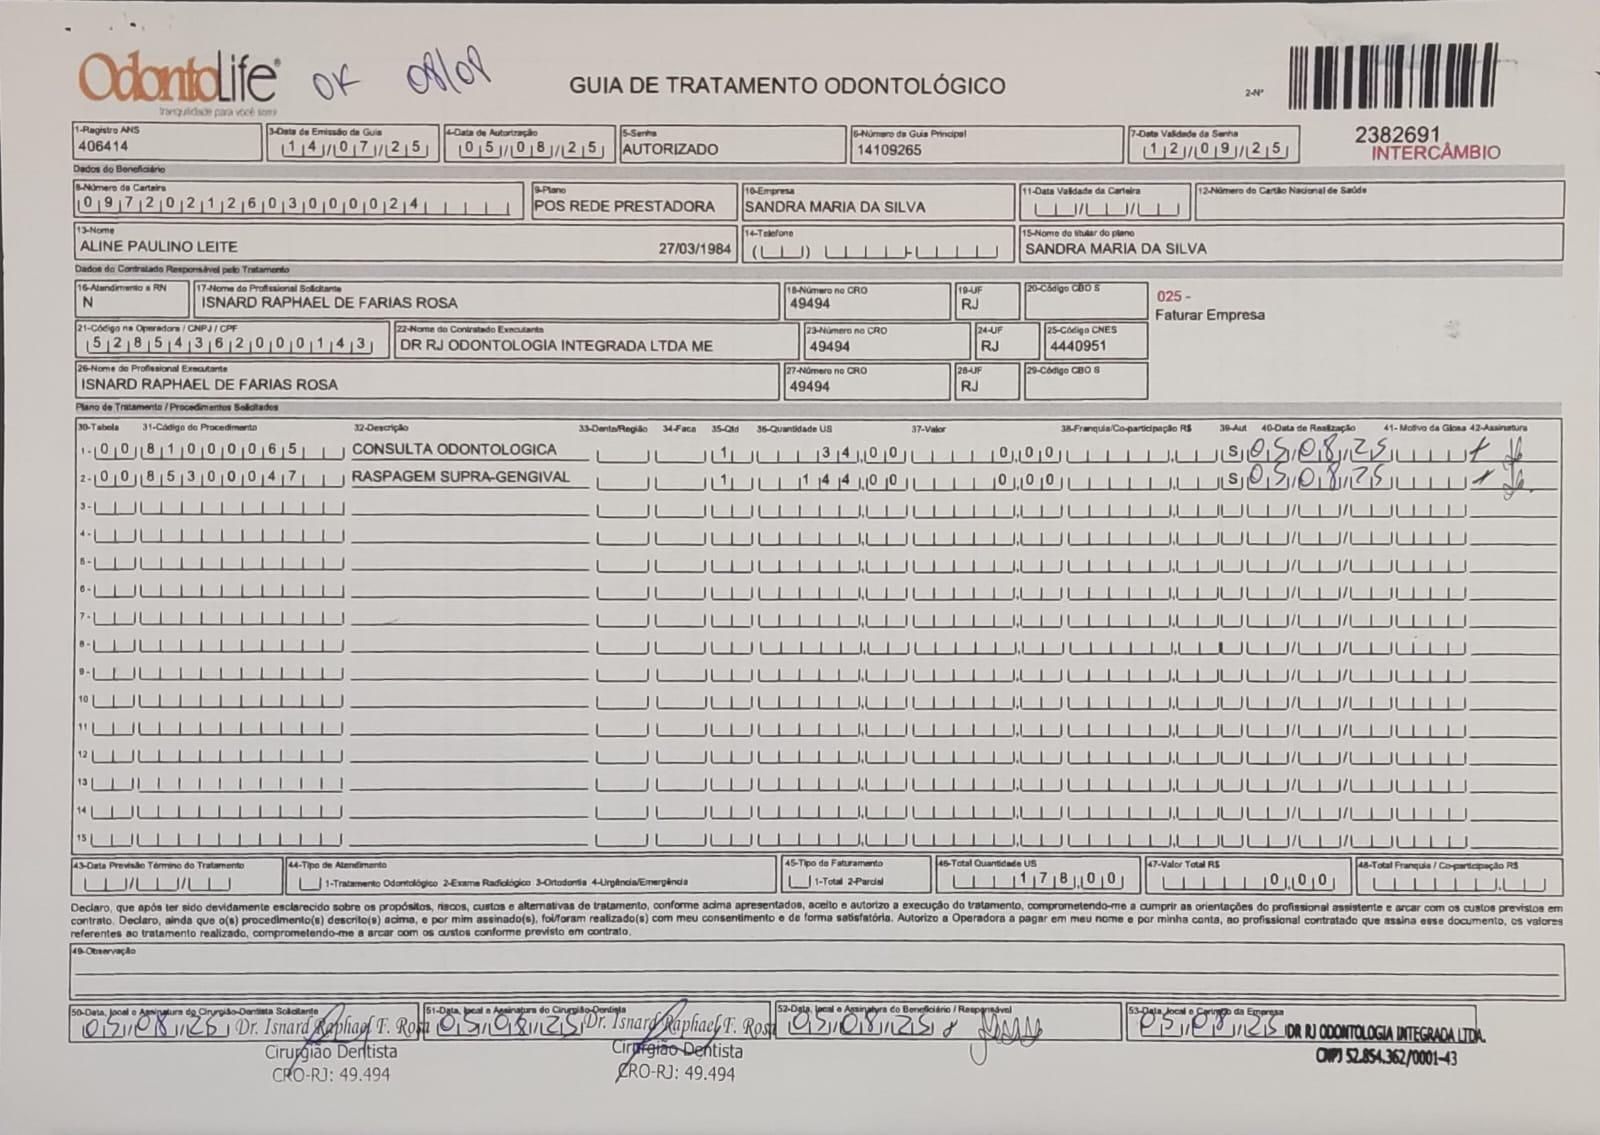 OdontoLife
tranquilidade para você sorrir
OK 08/08
GUIA DE TRATAMENTO ODONTOLÓGICO
2-Nº
2382691
INTERCÂMBIO
1-Registro ANS
406414
3-Data de Emissão da Guia
14/07/25
4-Data de Autorização
05/08/25
5-Senha
AUTORIZADO
6-Número da Guia Principal
14109265
7-Data Validade da Senha
12/09/25
Dados do Beneficiário
8-Número da Carteira
09720212603000024
9-Plano
POS REDE PRESTADORA
10-Empresa
SANDRA MARIA DA SILVA
11-Data Validade da Carteira
12-Número do Cartão Nacional de Saúde
13-Nome
ALINE PAULINO LEITE 27/03/1984
14-Telefone
15-Nome do titular do plano
SANDRA MARIA DA SILVA
Dados do Contratado Responsável pelo Tratamento
16-Atendimento a RN
N
17-Nome do Profissional Solicitante
ISNARD RAPHAEL DE FARIAS ROSA
18-Número no CRO
49494
19-UF
RJ
20-Código CBO S
025 -
Faturar Empresa
21-Código na Operadora / CNPJ / CPF
52854362000143
22-Nome do Contratado Executante
DR RJ ODONTOLOGIA INTEGRADA LTDA ME
23-Número no CRO
49494
24-UF
RJ
25-Código CNES
4440951
26-Nome do Profissional Executante
ISNARD RAPHAEL DE FARIAS ROSA
27-Número no CRO
49494
28-UF
RJ
29-Código CBO S
Plano de Tratamento / Procedimentos Solicitados
30-Tabela 31-Código do Procedimento 32-Descrição 33-Dente/Região 34-Face 35-Qtd 36-Quantidade US 37-Valor 38-Franquia/Co-participação R$ 39-Aut 40-Data de Realização 41- Motivo da Glosa 42-Assinatura
1- 00 81000065 CONSULTA ODONTOLOGICA 1 34,00 0,00 S 05/08/25
2- 00 85300047 RASPAGEM SUPRA-GENGIVAL 1 144,00 0,00 S 05/08/25
3-
4-
5-
6-
7-
8-
9-
10
11
12
13
14
15
43-Data Previsão Término do Tratamento
44-Tipo de Atendimento
1-Tratamento Odontológico 2-Exame Radiológico 3-Ortodontia 4-Urgência/Emergência
45-Tipo de Faturamento
1-Total 2-Parcial
46-Total Quantidade US
178,00
47-Valor Total R$
0,00
48-Total Franquia / Co-participação R$
Declaro, que após ter sido devidamente esclarecido sobre os propósitos, riscos, custos e alternativas de tratamento, conforme acima apresentados, aceito e autorizo a execução do tratamento, comprometendo-me a cumprir as orientações do profissional assistente e arcar com os custos previstos em
contrato. Declaro, ainda que o(s) procedimento(s) descrito(s) acima, e por mim assinado(s), foi/foram realizado(s) com meu consentimento e de forma satisfatória. Autorizo a Operadora a pagar em meu nome e por minha conta, ao profissional contratado que assina esse documento, os valores
referentes ao tratamento realizado, comprometendo-me a arcar com os custos conforme previsto em contrato.
49-Observação
50-Data, local e Assinatura do Cirurgião-Dentista Solicitante
05/08/25 Dr. Isnard Raphael F. Rosa
Cirurgião Dentista
CRO-RJ: 49.494
51-Data, local e Assinatura do Cirurgião-Dentista
05/08/25 Dr. Isnard Raphael F. Rosa
Cirurgião Dentista
CRO-RJ: 49.494
52-Data, local e Assinatura do Beneficiário / Responsável
05/08/25
53-Data, local e Carimbo da Empresa
05/08/25 DR RJ ODONTOLOGIA INTEGRADA LTDA.
CNPJ 52.854.362/0001-43